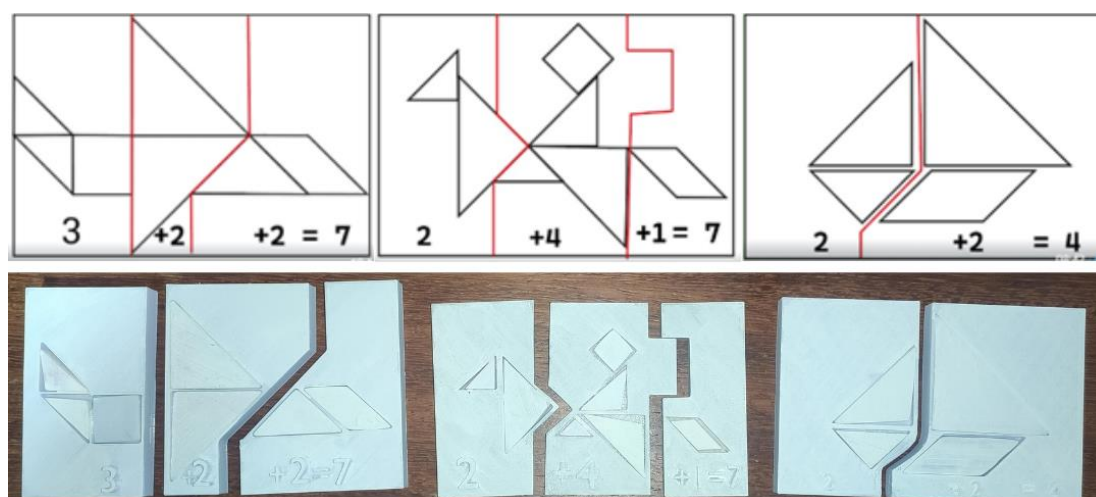 3 +2 +2 = 7
2 +4 +1 = 7
2 +2 = 4
3 +2 +2=7
2 +4 +1=7
2 +2 =